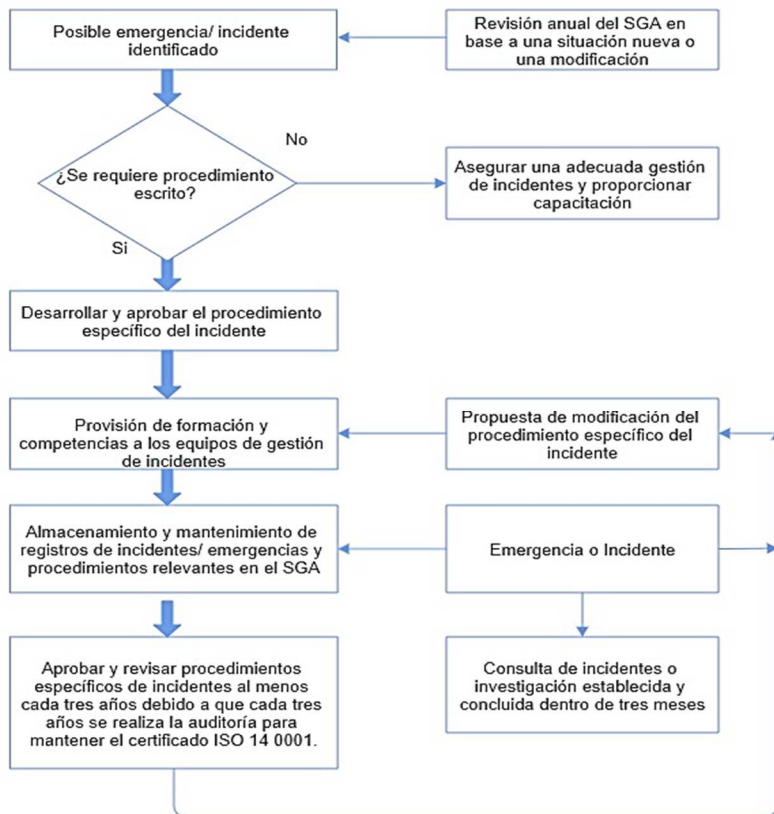 Posible emergencia/ incidente
identificado
Revisión anual del SGA en
base a una situación nueva o
una modificación
No
¿Se requiere procedimiento
escrito?
Asegurar una adecuada gestión
de incidentes y proporcionar
capacitación
Si
Desarrollar y aprobar el procedimiento
específico del incidente
Provisión de formación y
competencias a los equipos de gestión
de incidentes
Propuesta de modificación del
procedimiento específico del
incidente
Almacenamiento y mantenimiento de
registros de incidentes/ emergencias y
procedimientos relevantes en el SGA
Emergencia o Incidente
Aprobar y revisar procedimientos
específicos de incidentes al menos
cada tres años debido a que cada tres
años se realiza la auditoría para
mantener el certificado ISO 14 0001.
Consulta de incidentes o
investigación establecida y
concluida dentro de tres meses